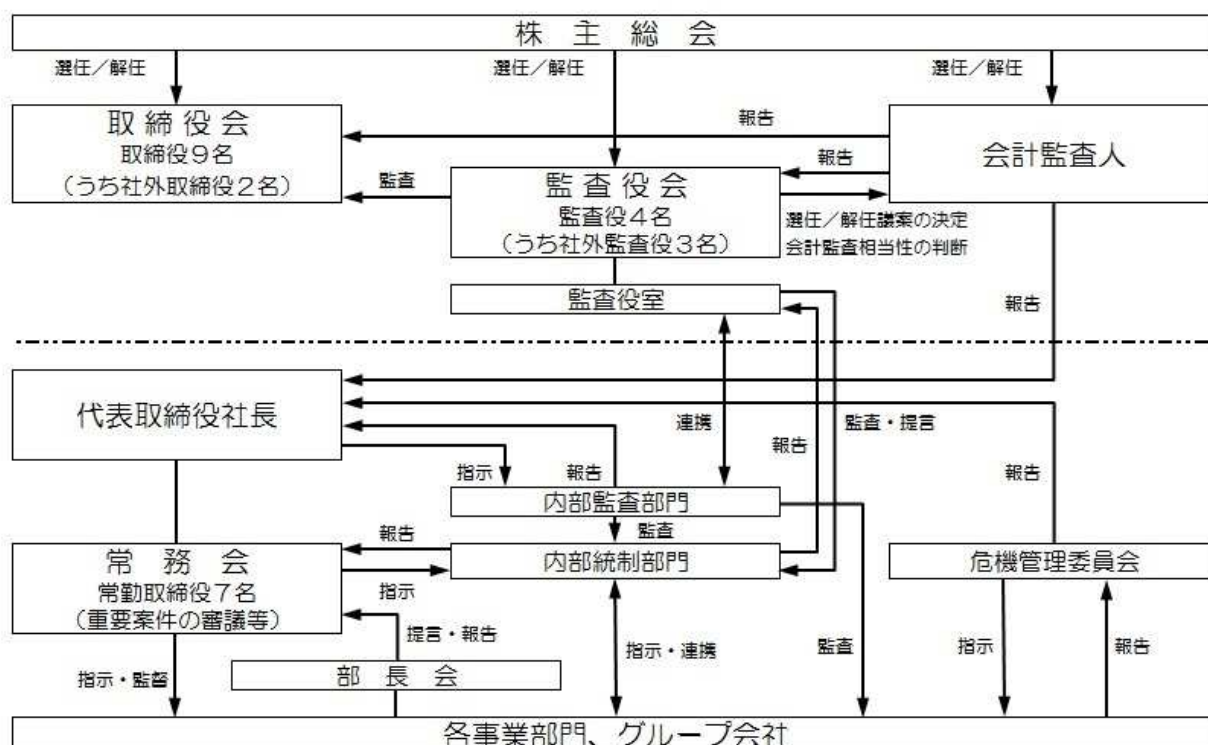 株 主 総 会
選任／解任
選任／解任
選任／解任
取 締 役 会
取締役９名
（うち社外取締役２名）
報告
会計監査人
報告
監査
監 査 役 会
監査役４名
（うち社外監査役３名）
選任／解任議案の決定
会計監査相当性の判断
監査役室
報告
代表取締役社長
連携
監査・提言
報告
指示
報告
報告
内部監査部門
監査
報告
常　務　会
常勤取締役７名
（重要案件の審議等）
内部統制部門
危機管理委員会
指示
提言・報告
指示・連携
監査
指示
報告
指示・監督
部　長　会
各事業部門、グループ会社